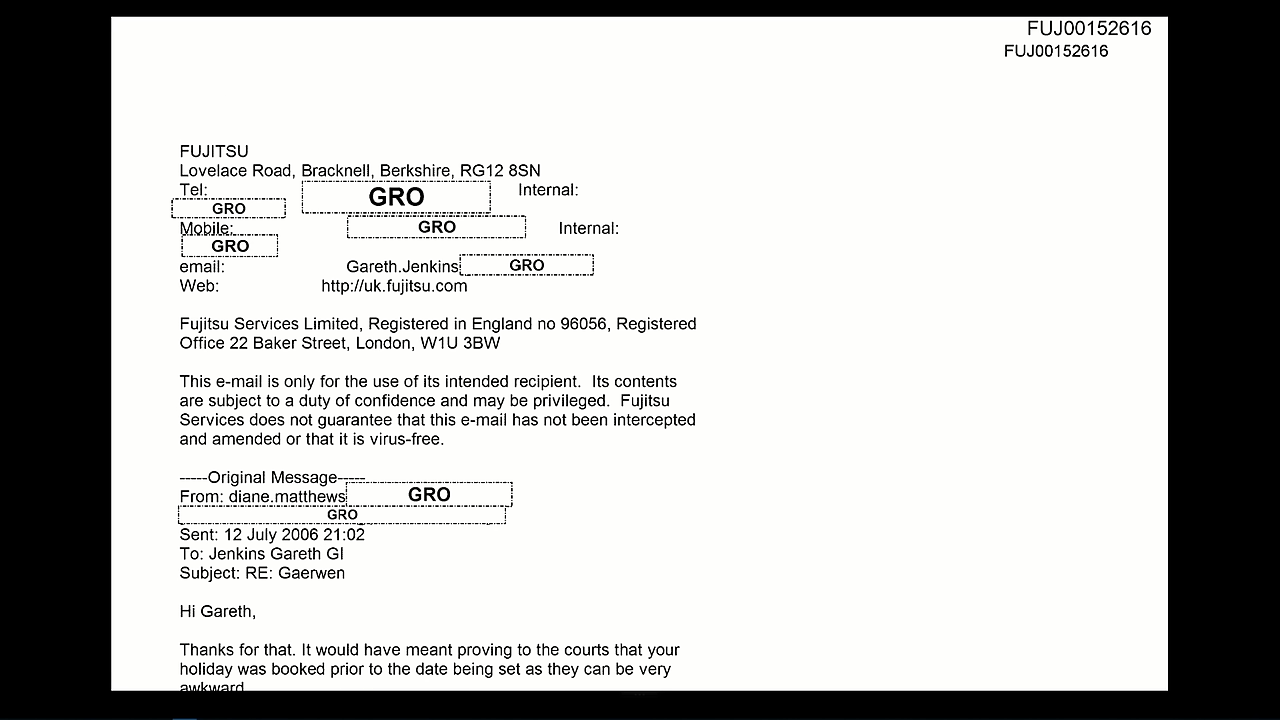 FUJ00152616
FUJ00152616
FUJITSU
Lovelace Road, Bracknell, Berkshire, RG12 8SN
Tel: GRO Internal:
GRO
Mobile: GRO Internal:
GRO
email: Gareth.Jenkins GRO
Web: http://uk.fujitsu.com
Fujitsu Services Limited, Registered in England no 96056, Registered
Office 22 Baker Street, London, W1U 3BW
This e-mail is only for the use of its intended recipient.  Its contents
are subject to a duty of confidence and may be privileged.  Fujitsu
Services does not guarantee that this e-mail has not been intercepted
and amended or that it is virus-free.
-----Original Message-----
From: diane.matthews GRO
GRO
Sent: 12 July 2006 21:02
To: Jenkins Gareth GI
Subject: RE: Gaerwen
Hi Gareth,
Thanks for that. It would have meant proving to the courts that your
holiday was booked prior to the date being set as they can be very
awkward